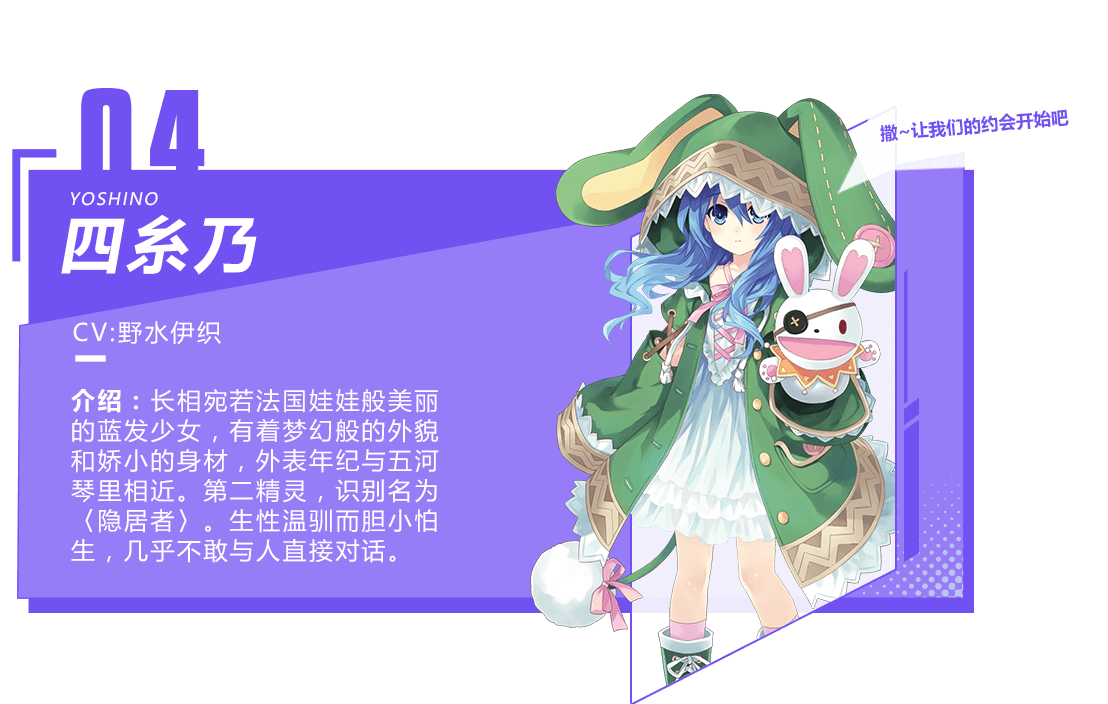 04
YOSHINO
四糸乃
CV:野水伊织
介绍：长相宛若法国娃娃般美丽
的蓝发少女，有着梦幻般的外貌
和娇小的身材，外表年纪与五河
琴里相近。第二精灵，识别名为
〈隐居者〉。生性温驯而胆小怕
生，几乎不敢与人直接对话。
撒~让我们的约会开始吧